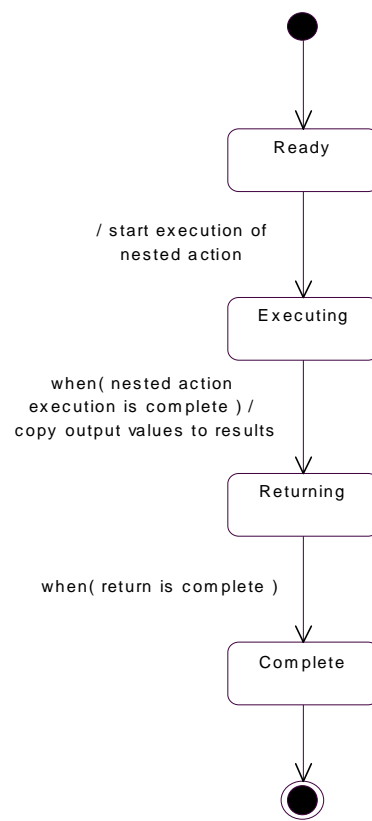 Ready
/ start execution of
nested action
Executing
when( nested action
execution is complete ) /
copy output values to results
Returning
when( return is complete )
Complete